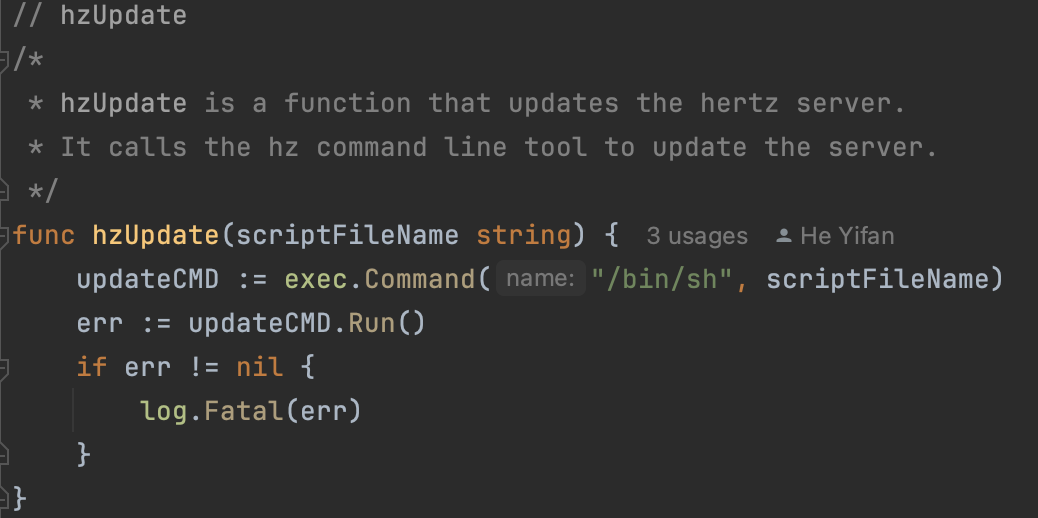 // hzUpdate
/*
 * hzUpdate is a function that updates the hertz server.
 * It calls the hz command line tool to update the server.
 */
func hzUpdate(scriptFileName string) { 3 usages He Yifan
    updateCMD := exec.Command( name: "/bin/sh", scriptFileName)
    err := updateCMD.Run()
    if err != nil {
        log.Fatal(err)
    }
}